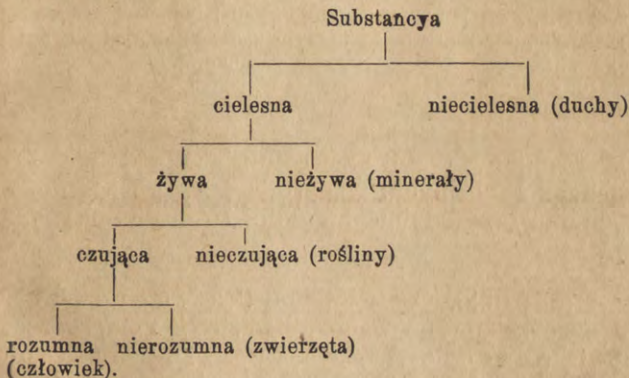 Substancya
cielesna niecielesna (duchy)
żywa nieżywa (minerały)
czująca nieczująca (rośliny)
rozumna nierozumna (zwierzęta)
(człowiek).